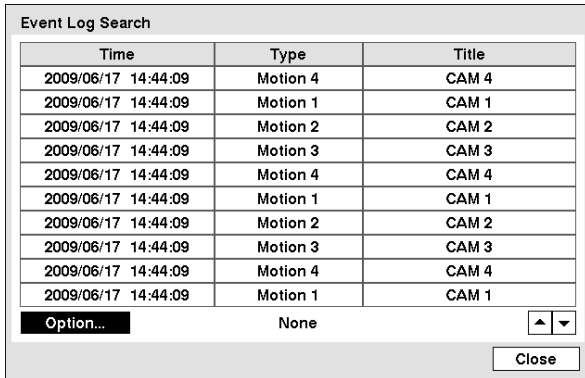 Event Log Search
Time Type Title
2009/06/17 14:44:09 Motion 4 CAM 4
2009/06/17 14:44:09 Motion 1 CAM 1
2009/06/17 14:44:09 Motion 2 CAM 2
2009/06/17 14:44:09 Motion 3 CAM 3
2009/06/17 14:44:09 Motion 4 CAM 4
2009/06/17 14:44:09 Motion 1 CAM 1
2009/06/17 14:44:09 Motion 2 CAM 2
2009/06/17 14:44:09 Motion 3 CAM 3
2009/06/17 14:44:09 Motion 4 CAM 4
2009/06/17 14:44:09 Motion 1 CAM 1
Option... None
Close